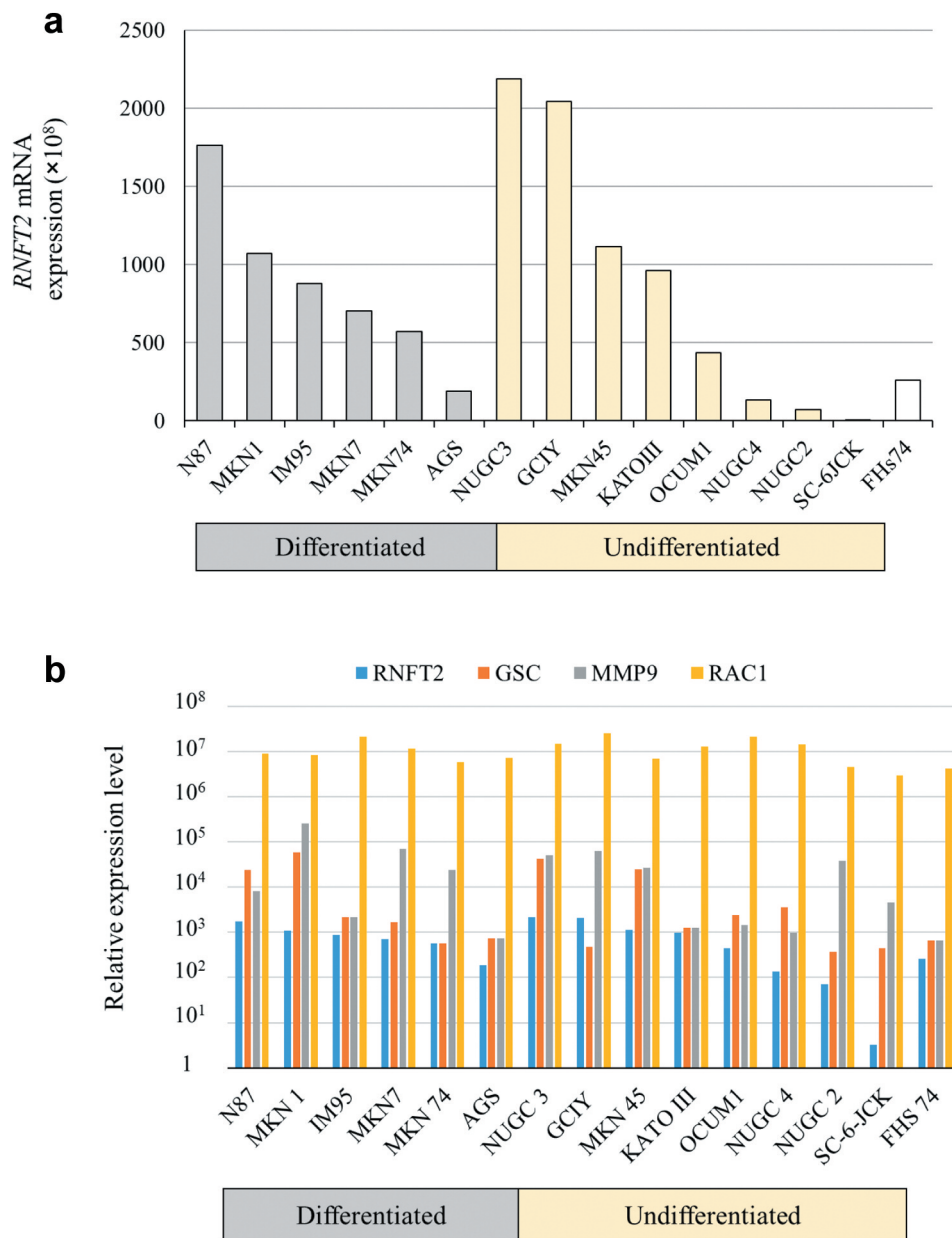 a
RNFT2 mRNA
expression (×10⁸)
2500
2000
1500
1000
500
0
N87
MKN1
IM95
MKN7
MKN74
AGS
NUGC3
GCIY
MKN45
KATOIII
OCUM1
NUGC4
NUGC2
SC-6JCK
FHs74
Differentiated Undifferentiated
b
RNFT2 GSC MMP9 RAC1
Relative expression level
10⁸
10⁷
10⁶
10⁵
10⁴
10³
10²
10¹
1
N87
MKN 1
IM95
MKN7
MKN 74
AGS
NUGC 3
GCIY
MKN 45
KATO III
OCUM1
NUGC 4
NUGC 2
SC-6-JCK
FHS 74
Differentiated Undifferentiated